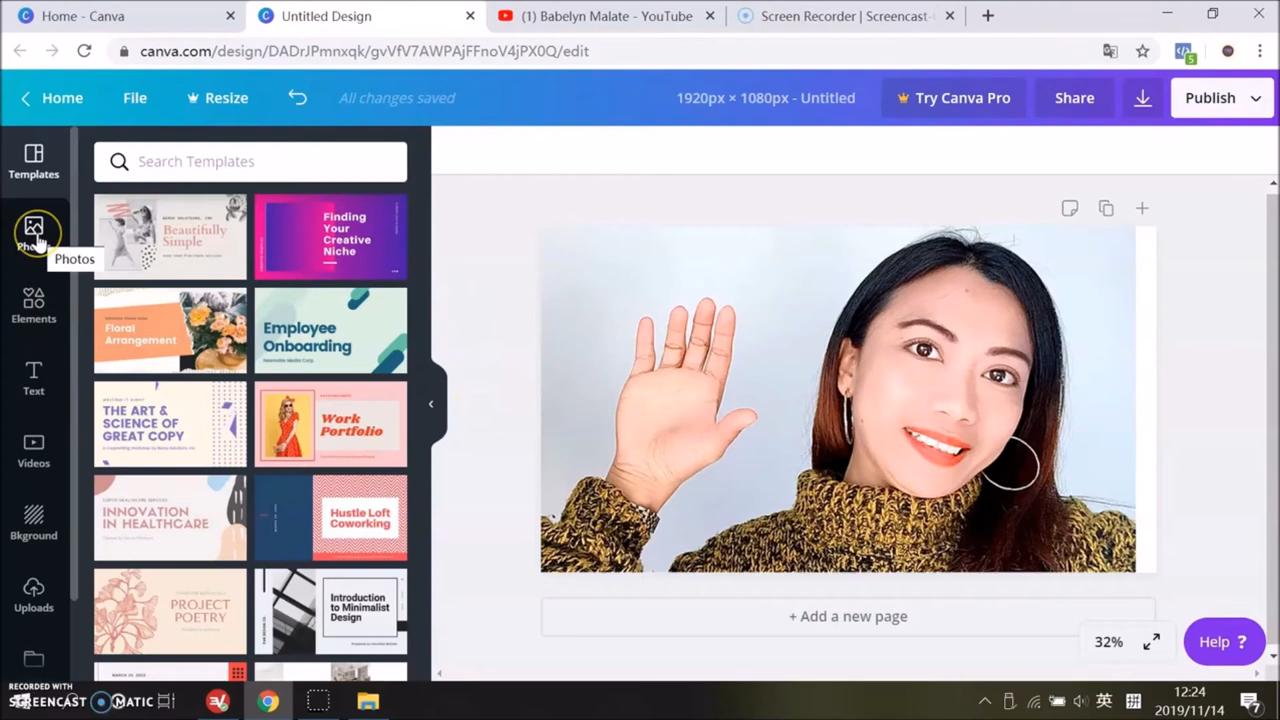 Home - Canva
Untitled Design
(1) Babelyn Malate - YouTube
Screen Recorder | Screencast-
canva.com/design/DADrJPmnxqk/gvVfV7AWPAjFFnoV4jPX0Q/edit
5
Home
File
Resize
All changes saved
1920px × 1080px - Untitled
Try Canva Pro
Share
Publish
Templates
Photos
Elements
Text
Videos
Bkground
Uploads
Search Templates
Beautifully
Simple
Finding
Your
Creative
Niche
Floral
Arrangement
Employee
Onboarding
THE ART &
SCIENCE OF
GREAT COPY
Work
Portfolio
INNOVATION
IN HEALTHCARE
Hustle Loft
Coworking
PROJECT
POETRY
Introduction
to Minimalist
Design
+ Add a new page
32%
Help ?
RECORDED WITH
SCREENCAST MATIC
英
拼
12:24
2019/11/14
7